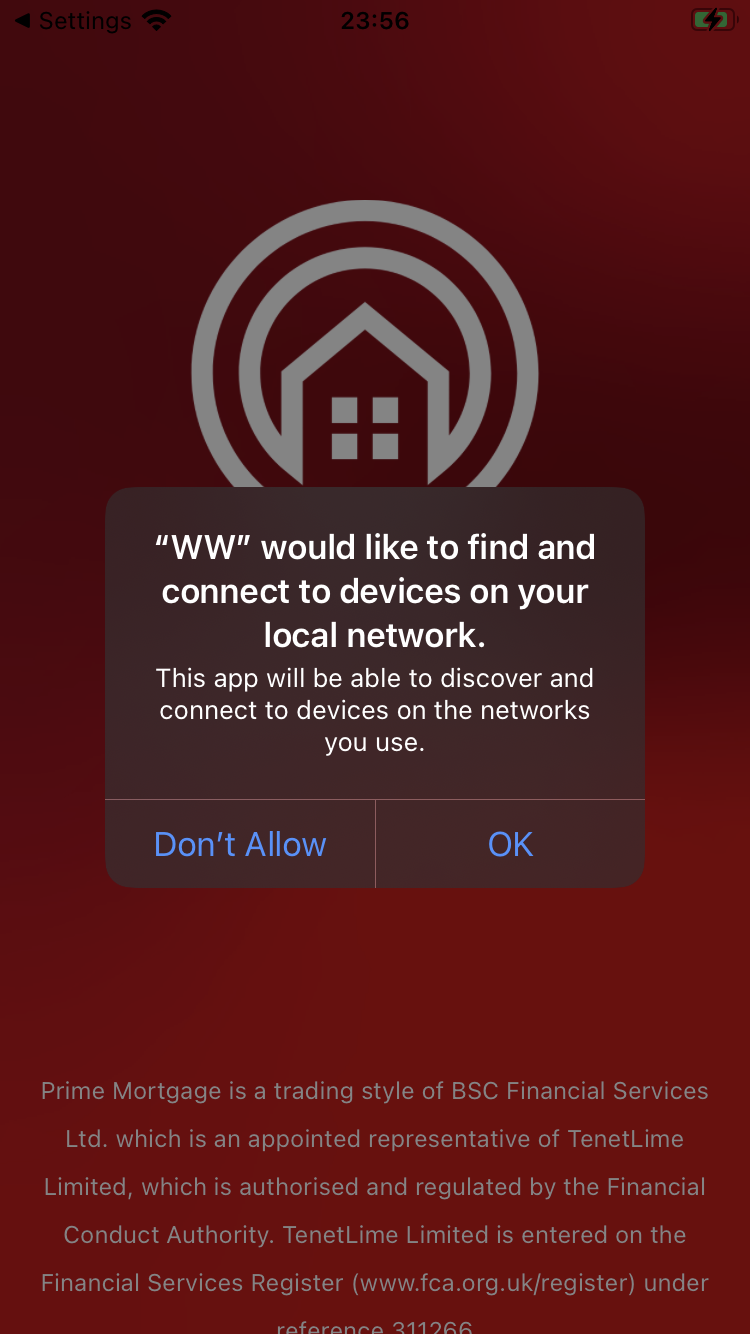 Settings
23:56
“WW” would like to find and
connect to devices on your
local network.
This app will be able to discover and
connect to devices on the networks
you use.
Don’t Allow
OK
Prime Mortgage is a trading style of BSC Financial Services
Ltd. which is an appointed representative of TenetLime
Limited, which is authorised and regulated by the Financial
Conduct Authority. TenetLime Limited is entered on the
Financial Services Register (www.fca.org.uk/register) under
reference 311266